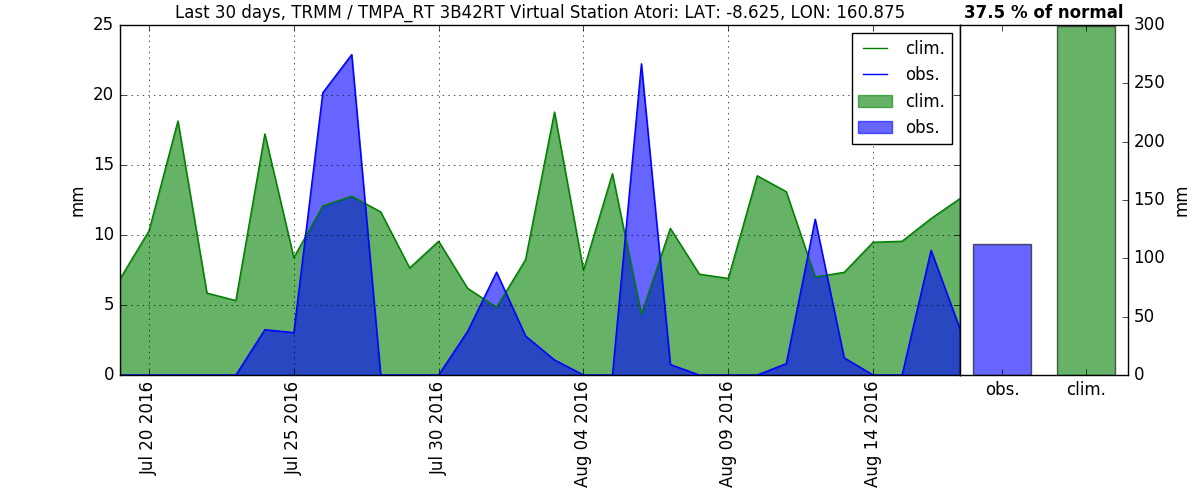 Last 30 days, TRMM / TMPA_RT 3B42RT Virtual Station Atori: LAT: -8.625, LON: 160.875
37.5 % of normal
25
20
15
10
5
0
mm
clim.
obs.
clim.
obs.
300
250
200
150
100
50
0
mm
obs.
clim.
Jul 20 2016
Jul 25 2016
Jul 30 2016
Aug 04 2016
Aug 09 2016
Aug 14 2016